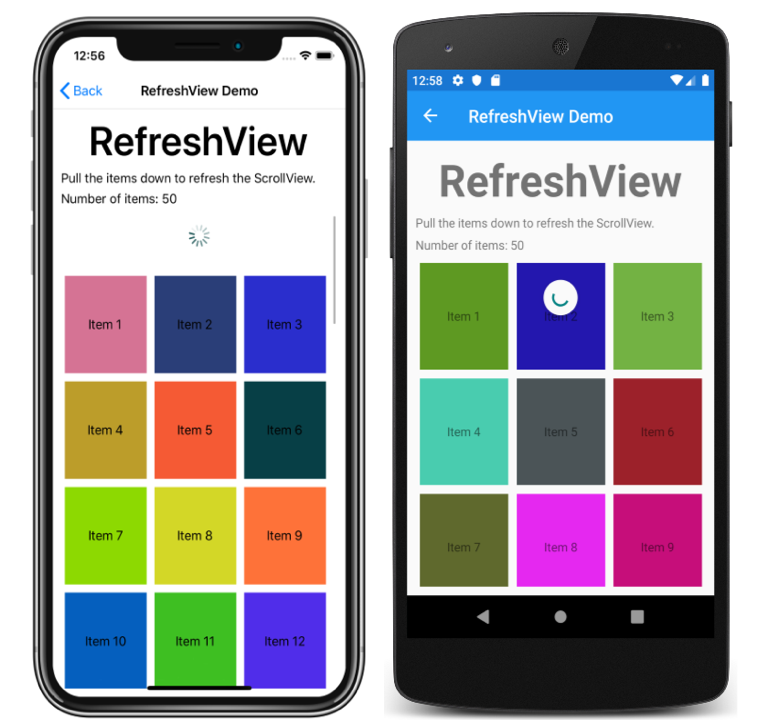 12:56
Back
RefreshView Demo
RefreshView
Pull the items down to refresh the ScrollView.
Number of items: 50
Item 1 Item 2 Item 3
Item 4 Item 5 Item 6
Item 7 Item 8 Item 9
Item 10 Item 11 Item 12
12:58
RefreshView Demo
RefreshView
Pull the items down to refresh the ScrollView.
Number of items: 50
Item 1 2 Item 3
Item 4 Item 5 Item 6
Item 7 Item 8 Item 9